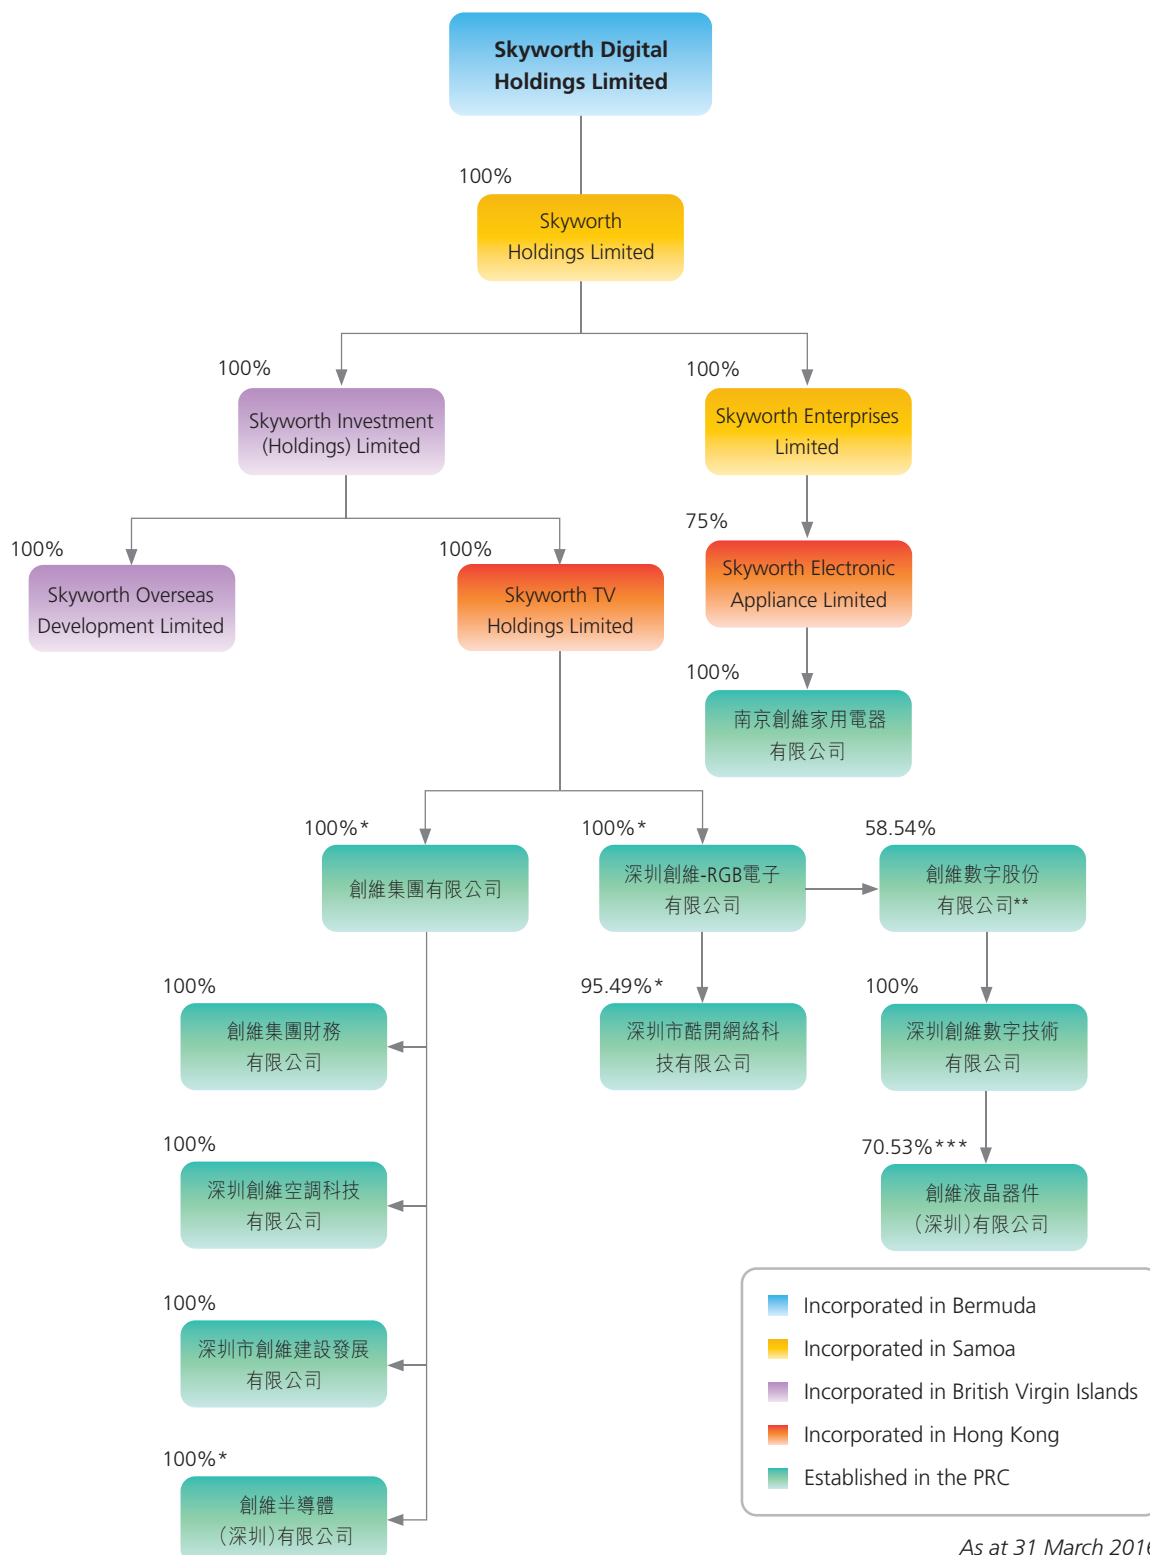 Skyworth Digital
Holdings Limited
100%
Skyworth
Holdings Limited
100%
Skyworth Investment
(Holdings) Limited
100%
Skyworth Enterprises
Limited
100%
Skyworth Overseas
Development Limited
100%
Skyworth TV
Holdings Limited
75%
Skyworth Electronic
Appliance Limited
100%
南京創維家用電器
有限公司
100%*
創維集團有限公司
100%*
深圳創維-RGB電子
有限公司
58.54%
創維數字股份
有限公司**
100%
創維集團財務
有限公司
95.49%*
深圳市酷開網絡科
技有限公司
100%
深圳創維數字技術
有限公司
100%
深圳創維空調科技
有限公司
70.53%***
創維液晶器件
（深圳）有限公司
100%
深圳市創維建設發展
有限公司
100%*
創維半導體
（深圳）有限公司
Incorporated in Bermuda
Incorporated in Samoa
Incorporated in British Virgin Islands
Incorporated in Hong Kong
Established in the PRC
As at 31 March 2016